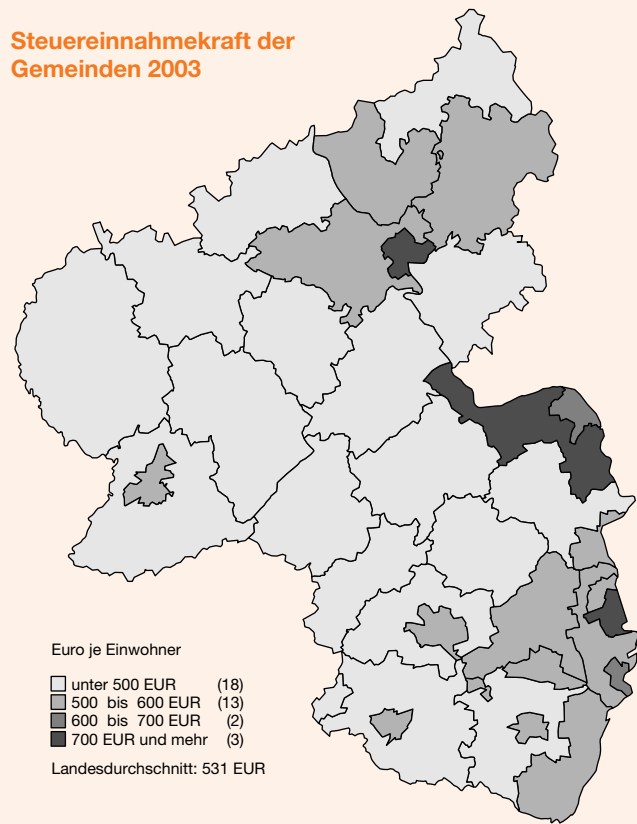 Steuereinnahmekraft der
Gemeinden 2003
Euro je Einwohner
unter 500 EUR (18)
500 bis 600 EUR (13)
600 bis 700 EUR (2)
700 EUR und mehr (3)
Landesdurchschnitt: 531 EUR